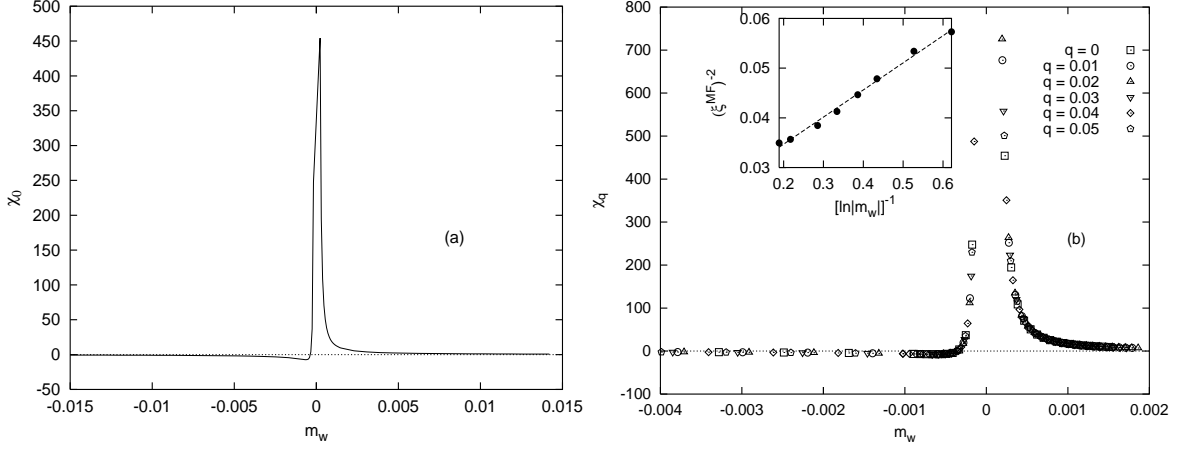 500
450
400
350
300
250
200
150
100
50
0
-50
χ0
(a)
-0.015 -0.01 -0.005 0 0.005 0.01 0.015
mw
800
700
600
500
400
300
200
100
0
-100
χq
q = 0
q = 0.01
q = 0.02
q = 0.03
q = 0.04
q = 0.05
(b)
0.06
0.05
0.04
0.03
(ξMF)-2
0.2 0.3 0.4 0.5 0.6
[ln|mw|]-1
-0.004 -0.003 -0.002 -0.001 0 0.001 0.002
mw